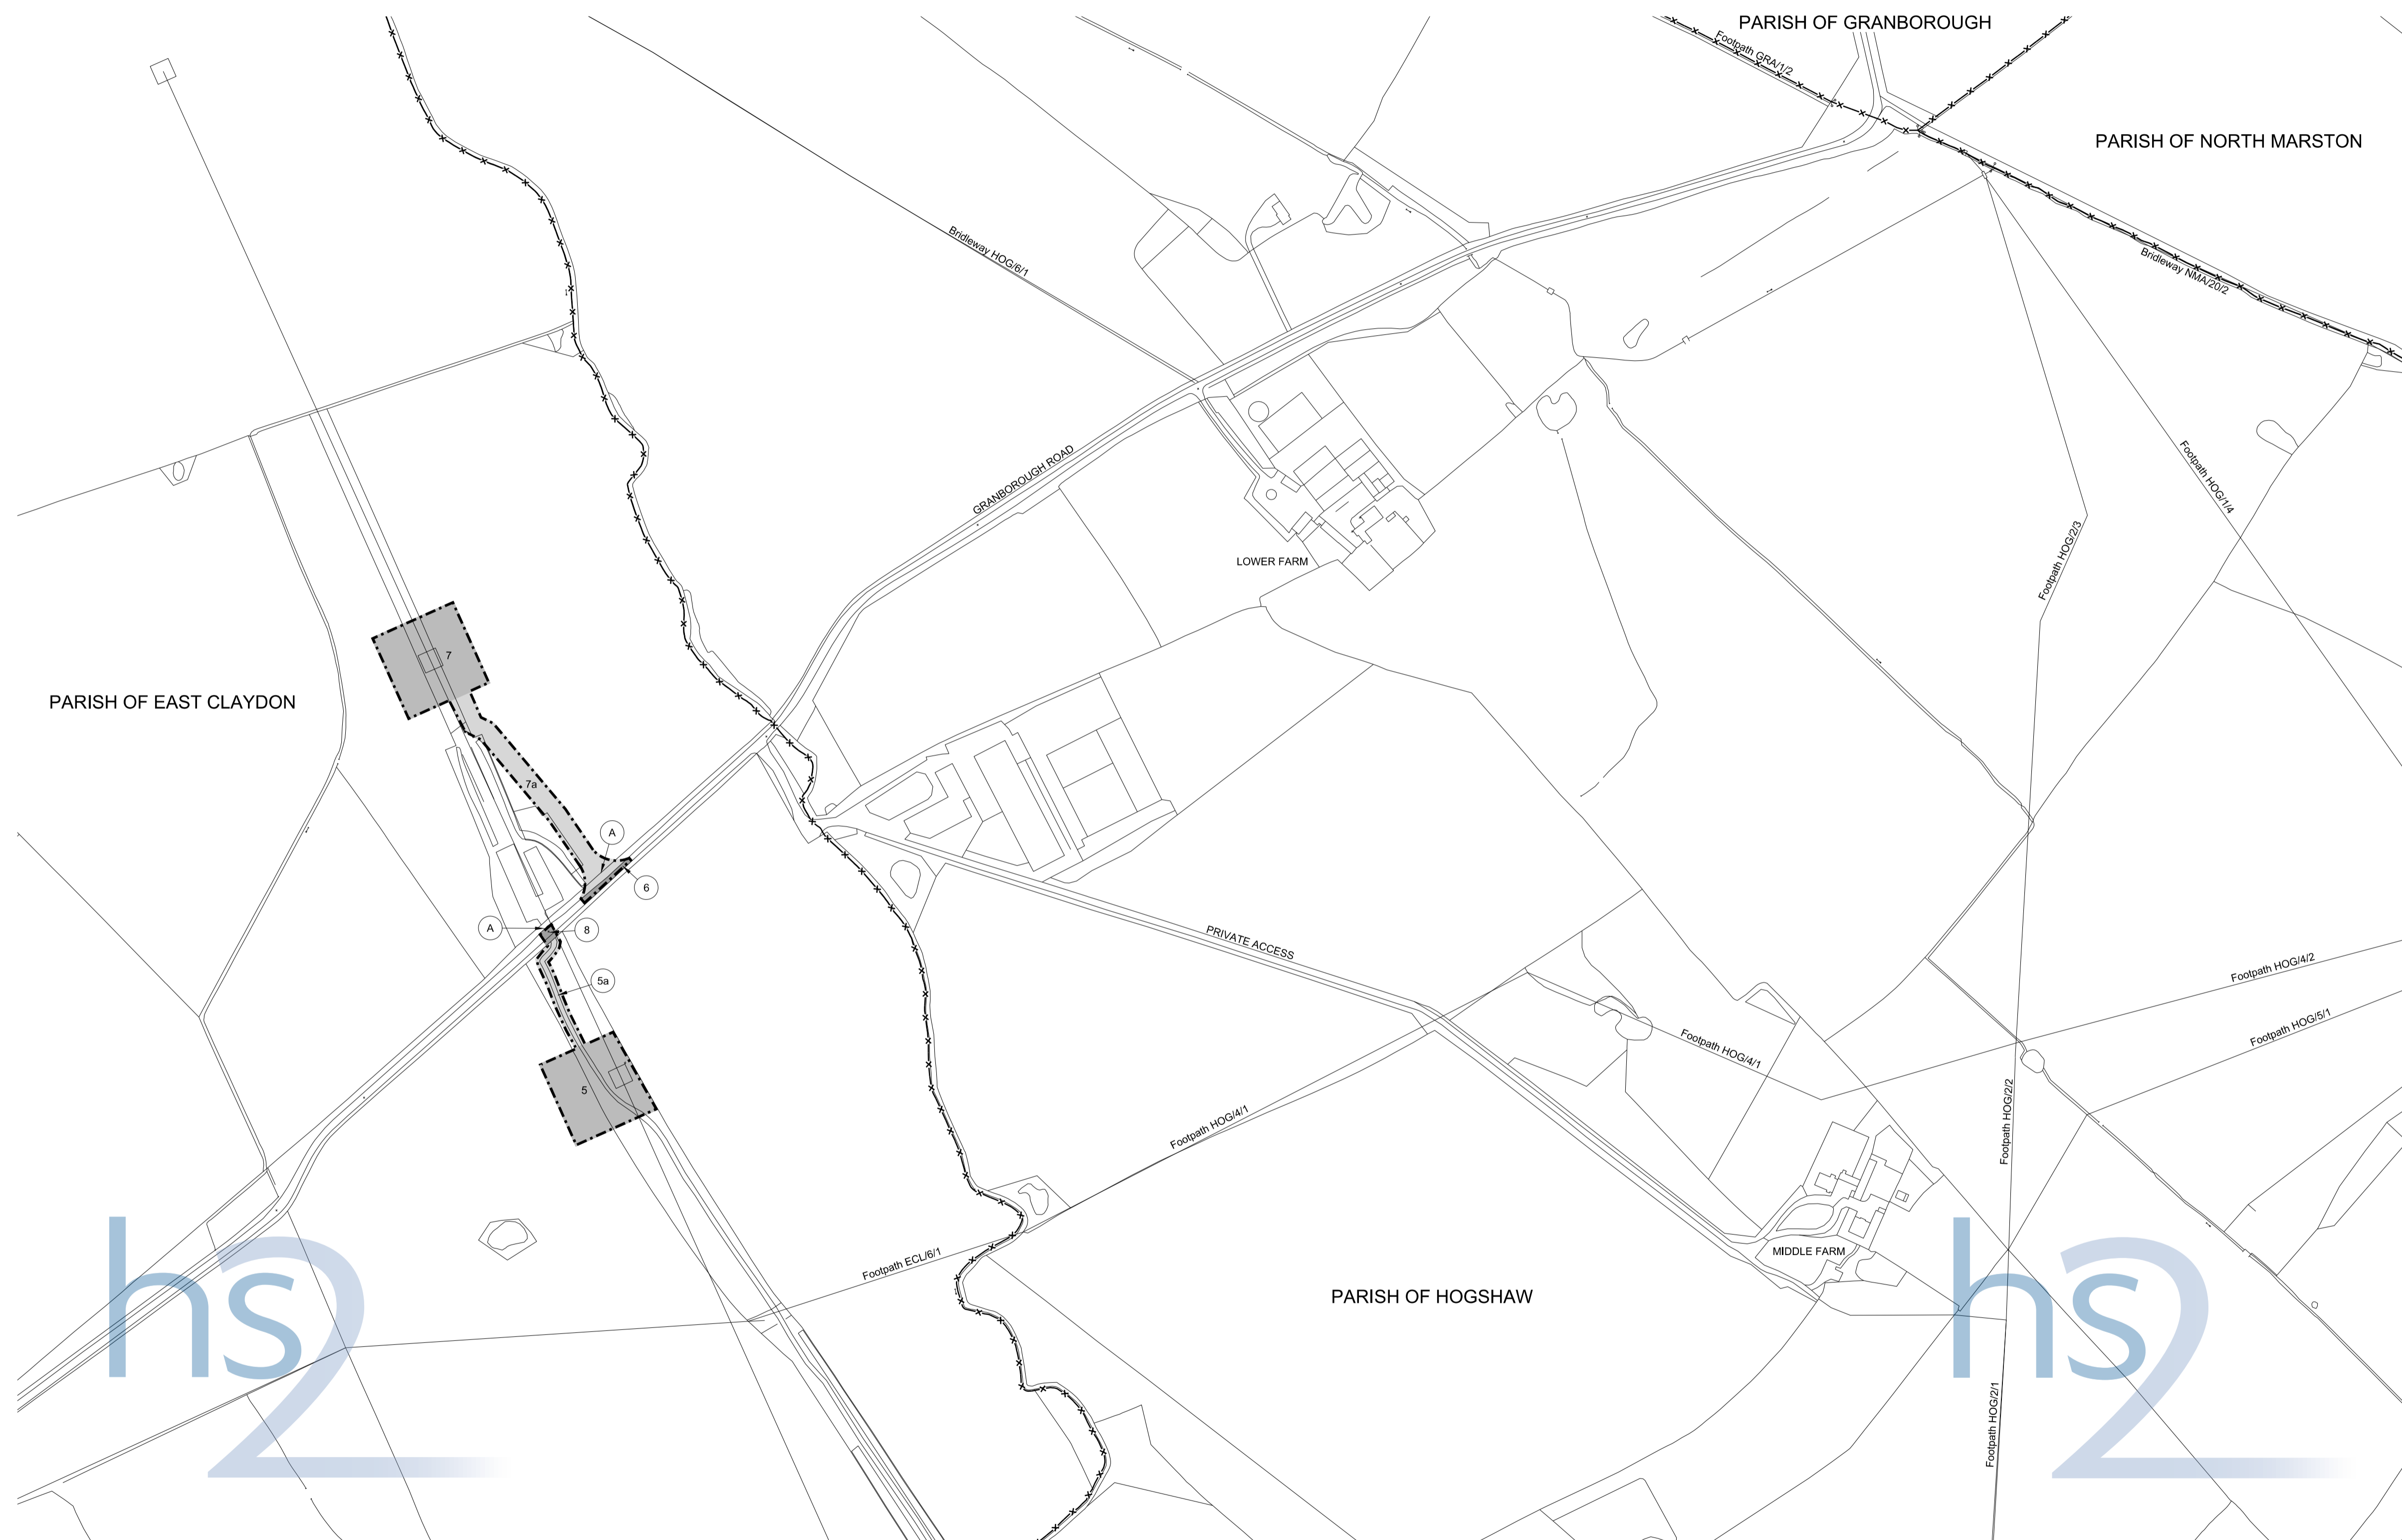 PARISH OF GRANBOROUGH
Footpath GRA/1/2
PARISH OF NORTH MARSTON
Bridleway HOG/6/1
Bridleway NMA/20/2
GRANBOROUGH ROAD
Footpath HOG/1/4
Footpath HOG/2/3
LOWER FARM
7
PARISH OF EAST CLAYDON
7a
A
6
A
8
PRIVATE ACCESS
5a
Footpath HOG/4/2
Footpath HOG/5/1
Footpath HOG/4/1
5
Footpath HOG/4/1
Footpath HOG/2/2
Footpath ECL/6/1
MIDDLE FARM
PARISH OF HOGSHAW
hs2
hs2
Footpath HOG/2/1